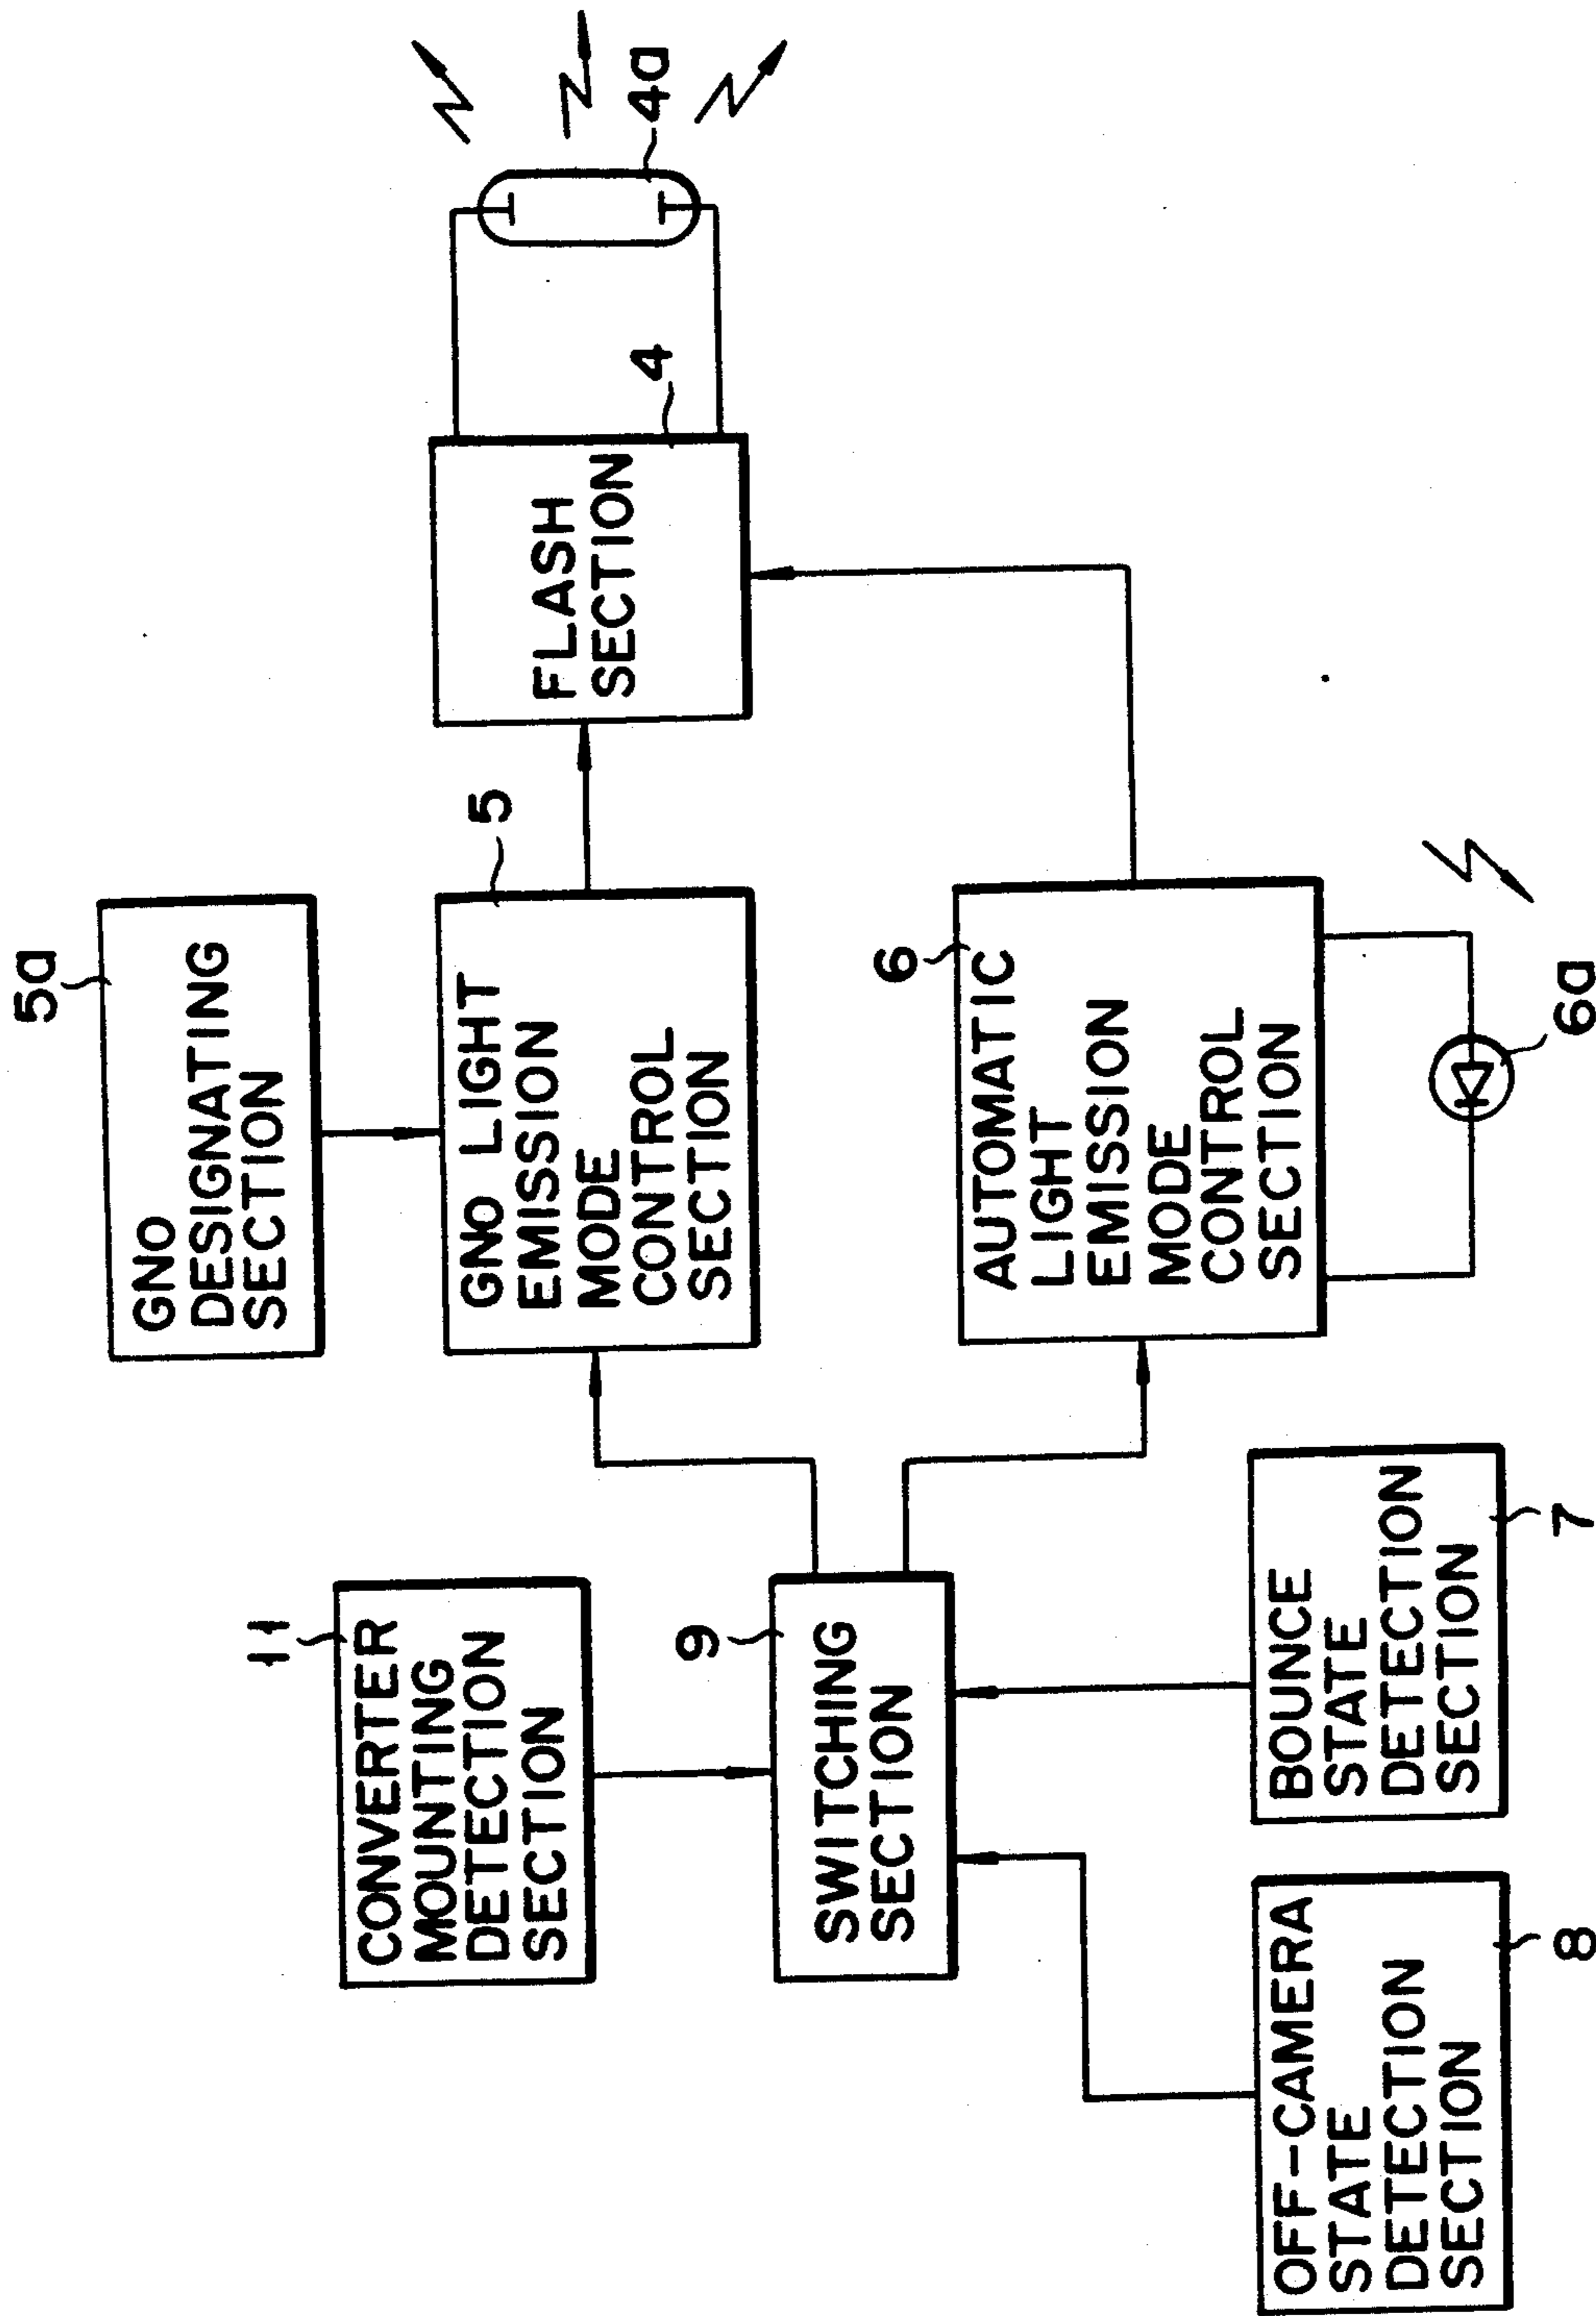 5a
GNO
DESIGNATING
SECTION
11
CONVERTER
MOUNTING
DETECTION
SECTION
5
GNO LIGHT
EMISSION
MODE
CONTROL
SECTION
FLASH
SECTION
4
4a
9
SWITCHING
SECTION
6
AUTOMATIC
LIGHT
EMISSION
MODE
CONTROL
SECTION
6a
OFF-CAMERA
STATE
DETECTION
SECTION
8
BOUNCE
STATE
DETECTION
SECTION
7